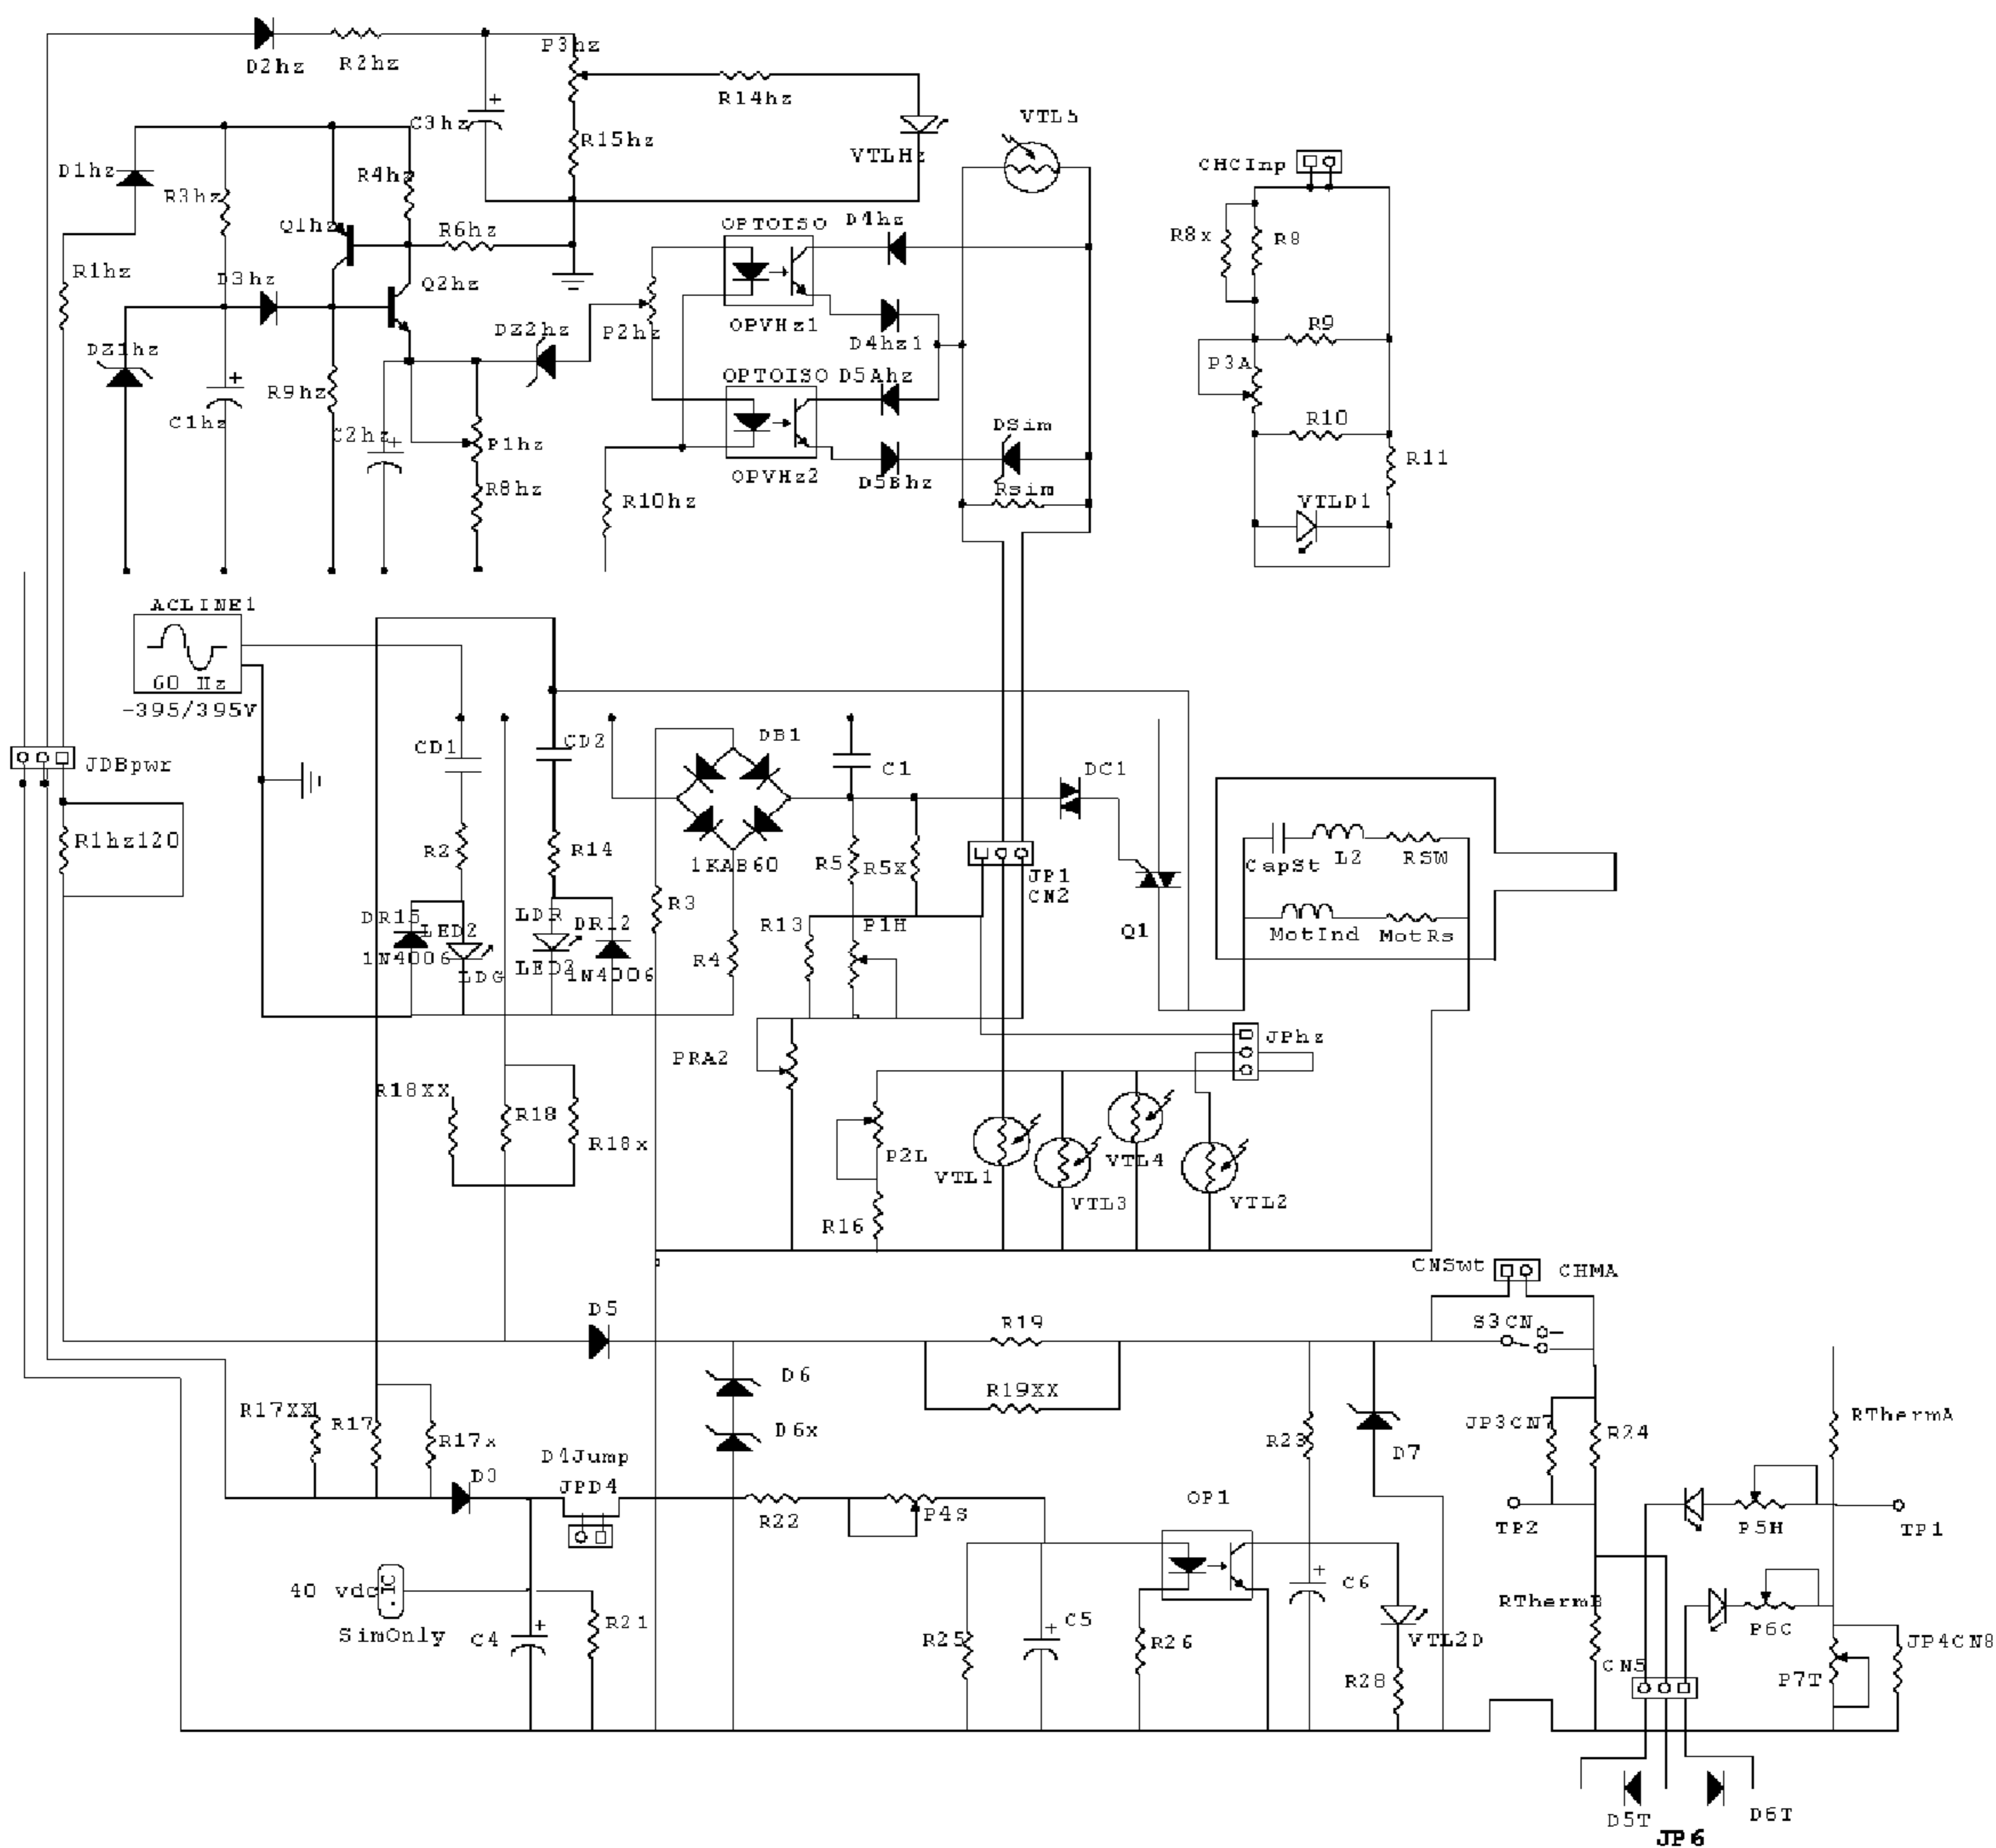 P3hz
D2hz
R2hz
R14hz
C3hz
R15hz
VTLHz
VTL5
CHCInp
D1hz
R3hz
R4hz
Q1hz
R6hz
OPTOISO
D4hz
R8x
R8
R1hz
D3hz
Q2hz
DZ2hz
P2hz
OPVHz1
D4hz1
R9
DZ1hz
P3A
R9hz
OPTOISO
D5Ahz
C1hz
C2hz
P1hz
DSim
R10
R8hz
R10hz
OPVHz2
D5Bhz
Rsim
R11
VTLD1
ACLINE1
60 Hz
-395/395V
CD1
CD2
DB1
C1
DC1
JDBpwr
R1hz120
R2
R14
1KAB60
R5
R5X
JP1
CN2
CapSt
L2
RSW
R3
DR15
LED2
1N4006
LDG
LDR
DR12
LED3
1N4006
R4
R13
P1H
Q1
MotInd
MotRs
PRA2
JPhz
R18XX
R18
R18x
P2L
VTL1
VTL4
VTL3
VTL2
R16
CNSwt
CHMA
D5
R19
S3CN
D6
R19XX
R17XX
R17
R17x
D6x
R23
D7
JP3CN7
R24
RThermA
D4Jump
D3
JPD4
R22
P4S
OP1
TP2
P5H
TP1
40 vdc
.IC
SimOnly
C4
R21
R25
C5
R26
C6
VTL2D
R28
RThermB
P6C
JP4CN8
CN5
P7T
D5T
D6T
JP6